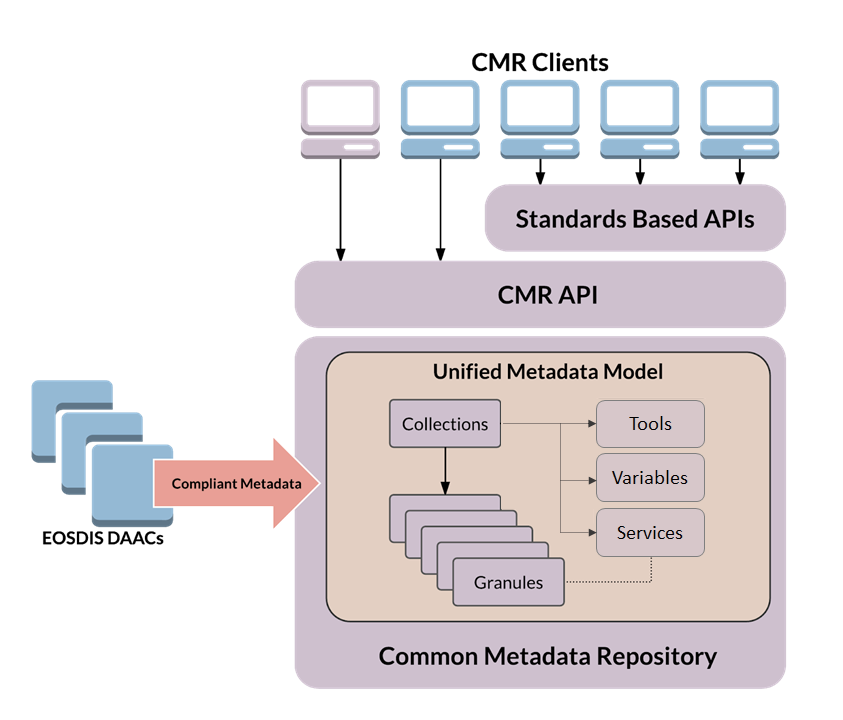 CMR Clients
Standards Based APIs
CMR API
Unified Metadata Model
Collections
Tools
Variables
Services
Granules
Compliant Metadata
EOSDIS DAACs
Common Metadata Repository